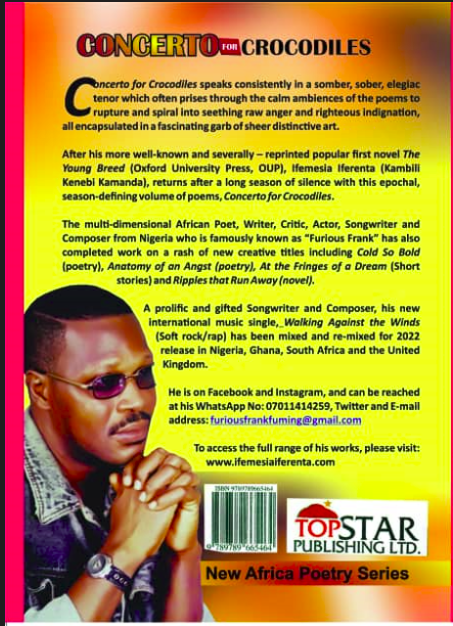 CONCERTO FOR CROCODILES
Concerto for Crocodiles speaks consistently in a somber, sober, elegiac
tenor which often prises through the calm ambiences of the poems to
rupture and spiral into seething raw anger and righteous indignation,
all encapsulated in a fascinating garb of sheer distinctive art.
After his more well-known and severally – reprinted popular first novel The
Young Breed (Oxford University Press, OUP), Ifemesia Iferenta (Kambili
Kenebi Kamanda), returns after a long season of silence with this epochal,
season-defining volume of poems, Concerto for Crocodiles.
The multi-dimensional African Poet, Writer, Critic, Actor, Songwriter and
Composer from Nigeria who is famously known as “Furious Frank” has also
completed work on a rash of new creative titles including Cold So Bold
(poetry), Anatomy of an Angst (poetry), At the Fringes of a Dream (Short
stories) and Ripples that Run Away (novel).
A prolific and gifted Songwriter and Composer, his new
international music single, Walking Against the Winds
(Soft rock/rap) has been mixed and re-mixed for 2022
release in Nigeria, Ghana, South Africa and the United
Kingdom.
He is on Facebook and Instagram, and can be reached
at his WhatsApp No: 07011414259, Twitter and E-mail
address: furiousfrankfuming@gmail.com
To access the full range of his works, please visit:
www.ifemesiaiferenta.com
ISBN 9789789665464
9 789789 665464
TOPSTAR
PUBLISHING LTD.
New Africa Poetry Series